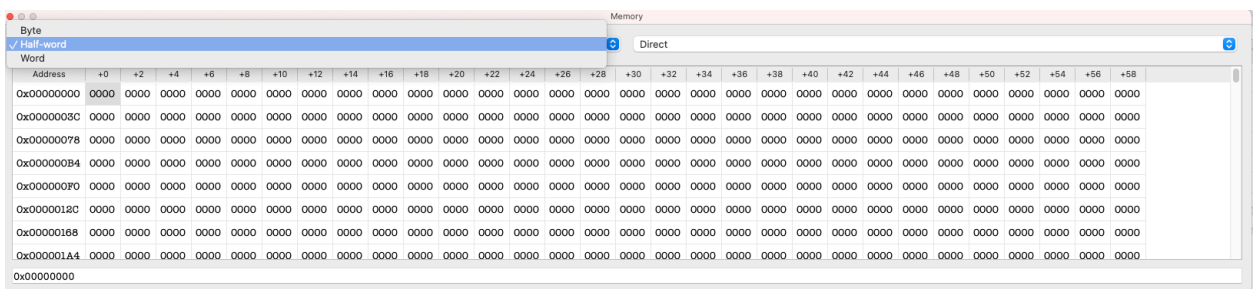 Memory
Byte
✓ Half-word
Word
Direct
Address +0 +2 +4 +6 +8 +10 +12 +14 +16 +18 +20 +22 +24 +26 +28 +30 +32 +34 +36 +38 +40 +42 +44 +46 +48 +50 +52 +54 +56 +58
0x00000000 0000 0000 0000 0000 0000 0000 0000 0000 0000 0000 0000 0000 0000 0000 0000 0000 0000 0000 0000 0000 0000 0000 0000 0000 0000 0000 0000 0000 0000 0000
0x0000003C 0000 0000 0000 0000 0000 0000 0000 0000 0000 0000 0000 0000 0000 0000 0000 0000 0000 0000 0000 0000 0000 0000 0000 0000 0000 0000 0000 0000 0000 0000
0x00000078 0000 0000 0000 0000 0000 0000 0000 0000 0000 0000 0000 0000 0000 0000 0000 0000 0000 0000 0000 0000 0000 0000 0000 0000 0000 0000 0000 0000 0000 0000
0x000000B4 0000 0000 0000 0000 0000 0000 0000 0000 0000 0000 0000 0000 0000 0000 0000 0000 0000 0000 0000 0000 0000 0000 0000 0000 0000 0000 0000 0000 0000 0000
0x000000F0 0000 0000 0000 0000 0000 0000 0000 0000 0000 0000 0000 0000 0000 0000 0000 0000 0000 0000 0000 0000 0000 0000 0000 0000 0000 0000 0000 0000 0000 0000
0x0000012C 0000 0000 0000 0000 0000 0000 0000 0000 0000 0000 0000 0000 0000 0000 0000 0000 0000 0000 0000 0000 0000 0000 0000 0000 0000 0000 0000 0000 0000 0000
0x00000168 0000 0000 0000 0000 0000 0000 0000 0000 0000 0000 0000 0000 0000 0000 0000 0000 0000 0000 0000 0000 0000 0000 0000 0000 0000 0000 0000 0000 0000 0000
0x000001A4 0000 0000 0000 0000 0000 0000 0000 0000 0000 0000 0000 0000 0000 0000 0000 0000 0000 0000 0000 0000 0000 0000 0000 0000 0000 0000 0000 0000 0000 0000
0x00000000